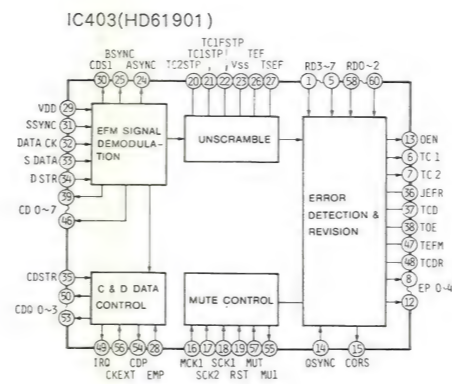 IC403(HD61901)
BSYNC
CDS1
ASYNC
TC1FSTP
TC1STP
TC2STP
TEF
Vss
TSEF
RD3~7
RD0~2
30
25
24
20
21
22
23
26
27
1
5
58
60
VDD 29
SSYNC 31
DATA CK 32
S DATA 33
D STR 34
39
CD 0~7
46
EFM SIGNAL
DEMODULA-
TION
UNSCRAMBLE
ERROR
DETECTION &
REVISION
13 OEN
6 TC 1
7 TC 2
36 JEFR
37 TCD
38 TOE
47 TEFM
48 TCDR
8
EP 0~4
12
CDSTR 35
50
CDQ 0~3
53
C & D DATA
CONTROL
MUTE CONTROL
49
56
54
28
16
17
18
19
57
55
14
15
IRQ
CDP
CKEXT
EMP
MCK1
SCK1
MUT
SCK2
RST
MU1
QSYNC
CORS